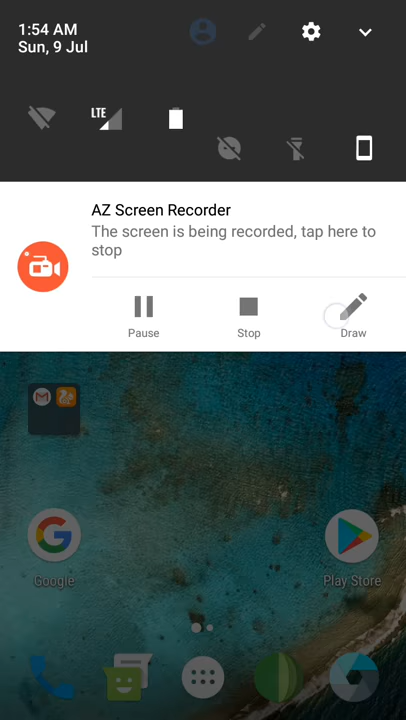 1:54 AM
Sun, 9 Jul
LTE
AZ Screen Recorder
The screen is being recorded, tap here to
stop
Pause
Stop
Draw
Google
Play Store